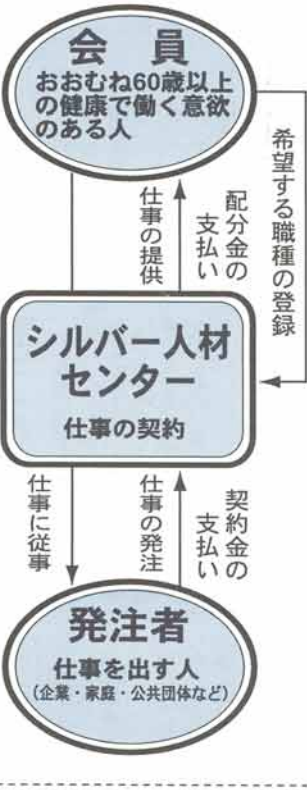 会員
おおむね60歳以上
の健康で働く意欲
のある人
希望する職種の登録
配分金の
支払い
仕事の提供
シルバー人材
センター
仕事の契約
契約金の
支払い
仕事の発注
仕事に従事
発注者
仕事を出す人
(企業・家庭・公共団体など)